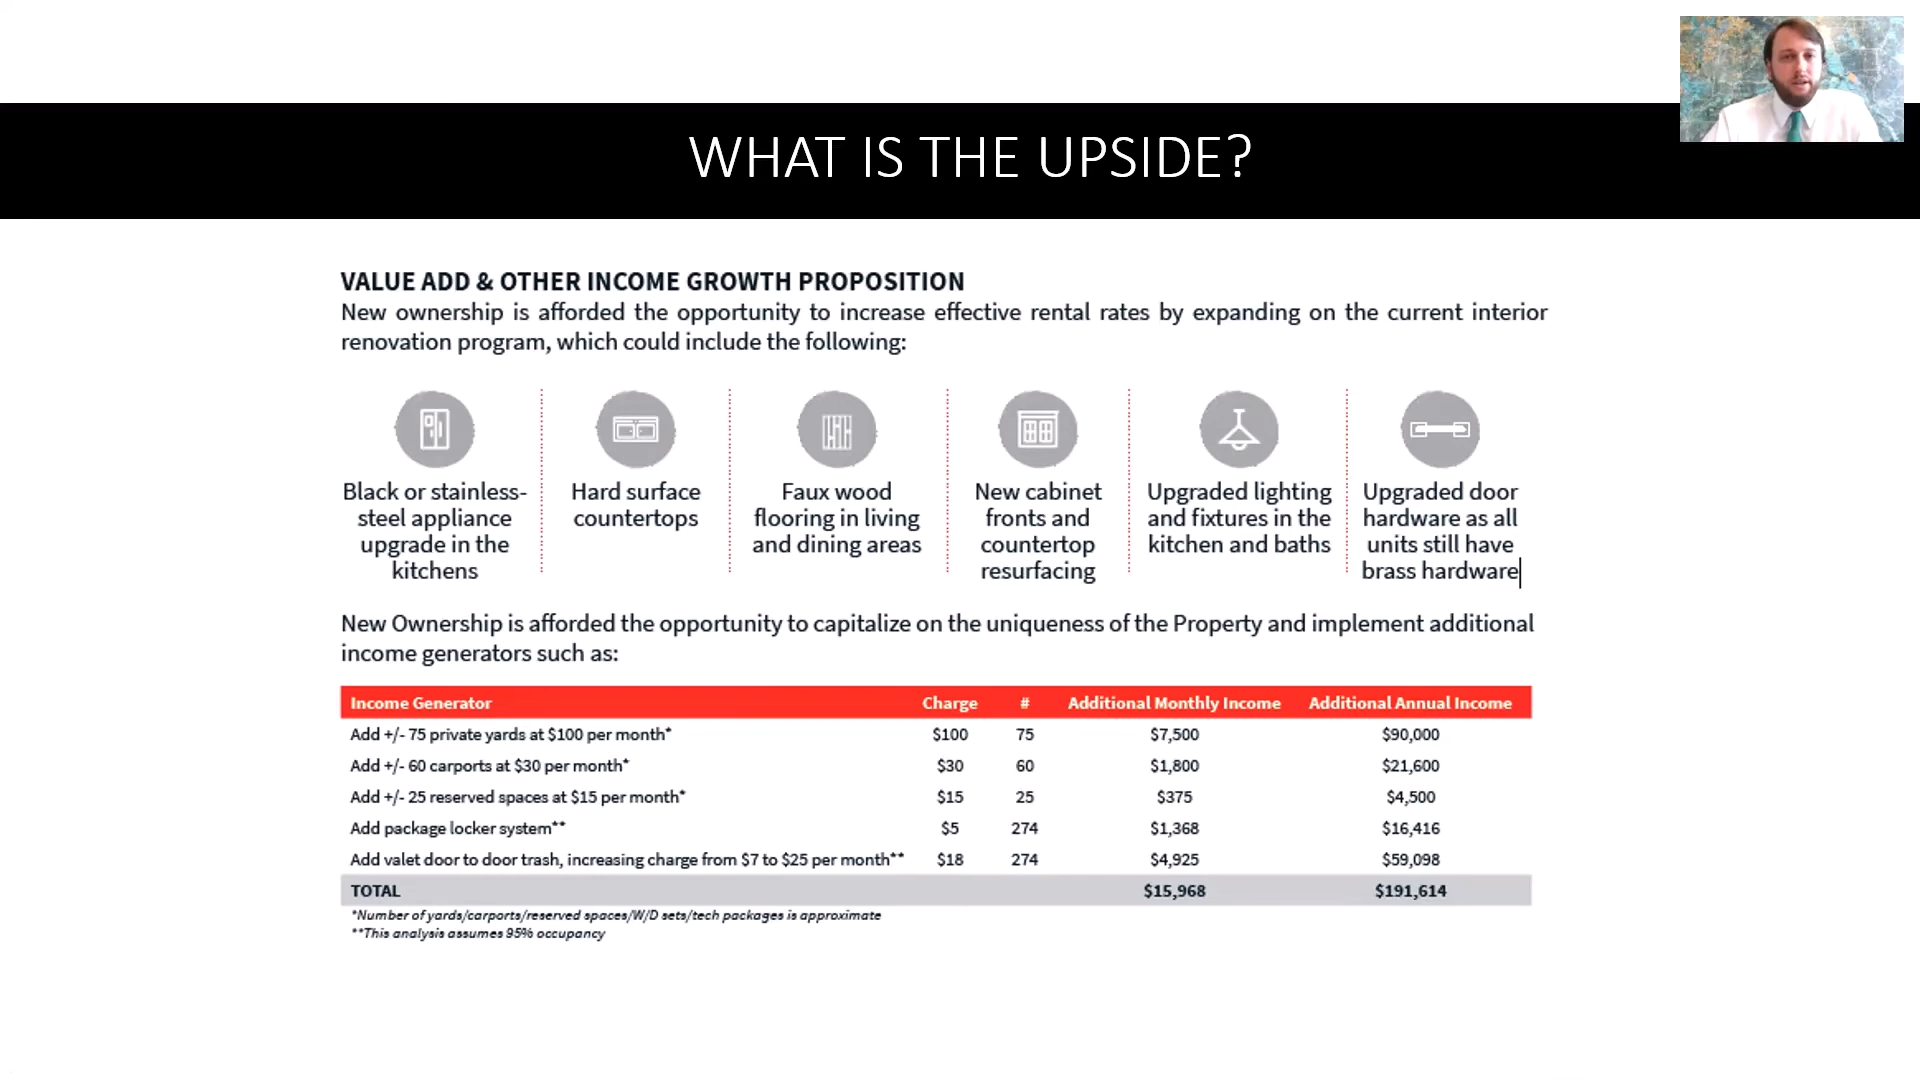 WHAT IS THE UPSIDE?
VALUE ADD & OTHER INCOME GROWTH PROPOSITION
New ownership is afforded the opportunity to increase effective rental rates by expanding on the current interior
renovation program, which could include the following:
Black or stainless-
steel appliance
upgrade in the
kitchens
Hard surface
countertops
Faux wood
flooring in living
and dining areas
New cabinet
fronts and
countertop
resurfacing
Upgraded lighting
and fixtures in the
kitchen and baths
Upgraded door
hardware as all
units still have
brass hardware
New Ownership is afforded the opportunity to capitalize on the uniqueness of the Property and implement additional
income generators such as:
Income Generator Charge # Additional Monthly Income Additional Annual Income
Add +/- 75 private yards at $100 per month* $100 75 $7,500 $90,000
Add +/- 60 carports at $30 per month* $30 60 $1,800 $21,600
Add +/- 25 reserved spaces at $15 per month* $15 25 $375 $4,500
Add package locker system** $5 274 $1,368 $16,416
Add valet door to door trash, increasing charge from $7 to $25 per month** $18 274 $4,925 $59,098
TOTAL $15,968 $191,614
*Number of yards/carports/reserved spaces/W/D sets/tech packages is approximate
**This analysis assumes 95% occupancy